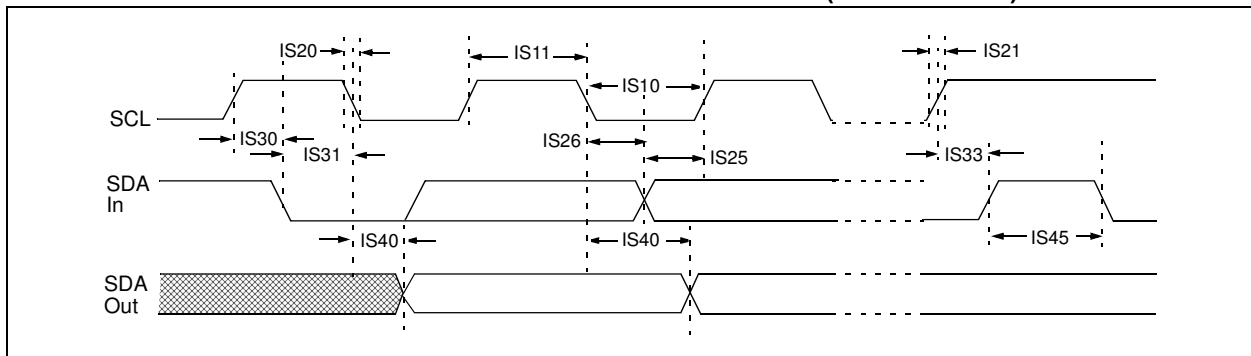 IS20
IS11
IS21
IS10
SCL
IS30
IS31
IS26
IS25
IS33
SDA
In
IS40
IS40
IS45
SDA
Out